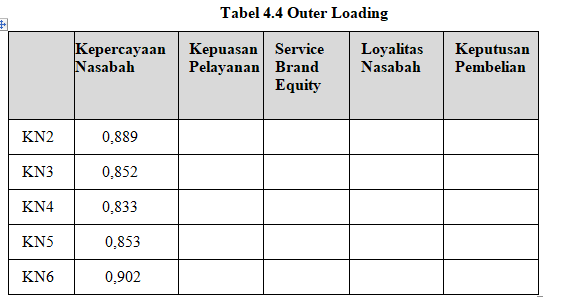 Tabel 4.4 Outer Loading
Kepercayaan Nasabah Kepuasan Pelayanan Service Brand Equity Loyalitas Nasabah Keputusan Pembelian
KN2 0,889
KN3 0,852
KN4 0,833
KN5 0,853
KN6 0,902